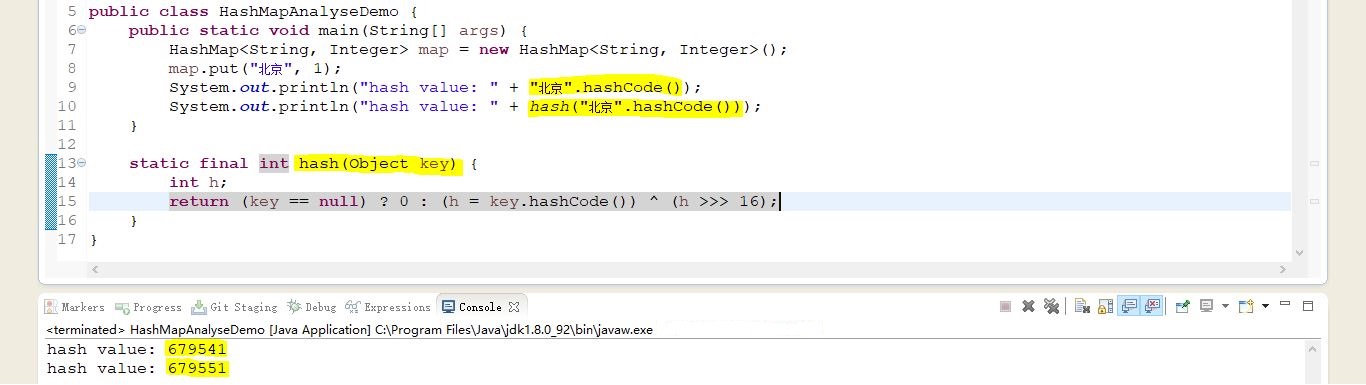 5 public class HashMapAnalyseDemo {
6 public static void main(String[] args) {
7 HashMap<String, Integer> map = new HashMap<String, Integer>();
8 map.put("北京", 1);
9 System.out.println("hash value: " + "北京".hashCode());
10 System.out.println("hash value: " + hash("北京".hashCode()));
11 }
12
13 static final int hash(Object key) {
14 int h;
15 return (key == null) ? 0 : (h = key.hashCode()) ^ (h >>> 16);
16 }
17 }
Markers Progress Git Staging Debug Expressions Console
<terminated> HashMapAnalyseDemo [Java Application] C:\Program Files\Java\jdk1.8.0_92\bin\javaw.exe
hash value: 679541
hash value: 679551